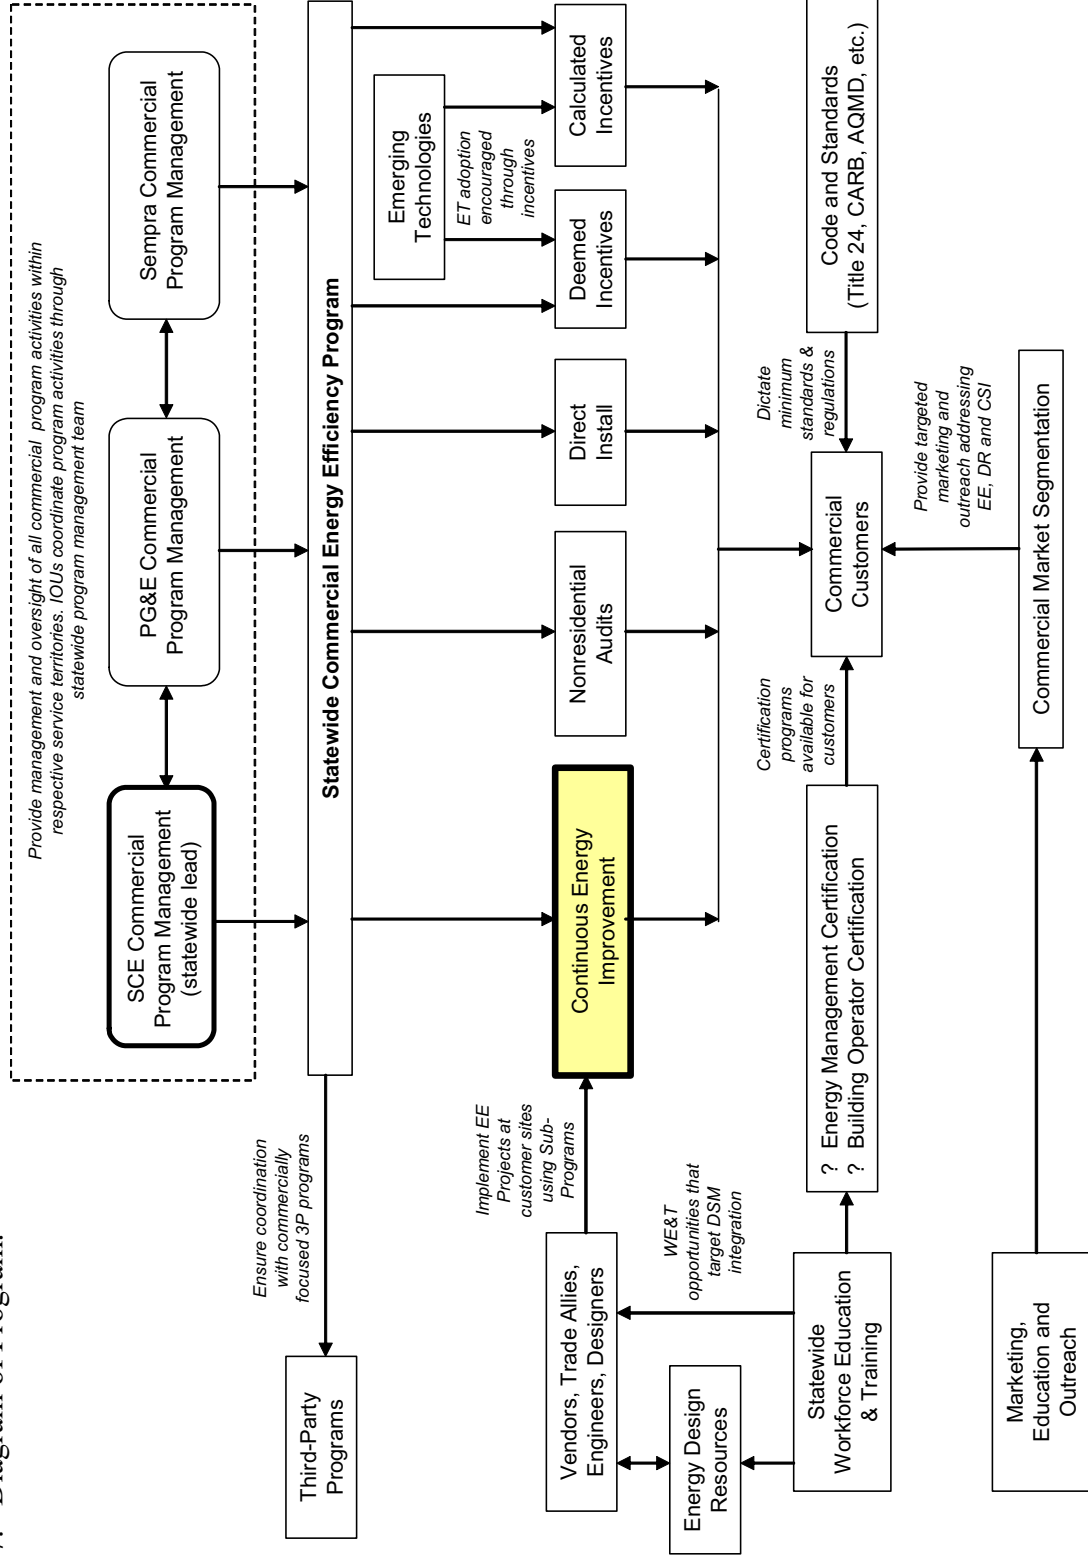 7. Diagram of Program:
Provide management and oversight of all commercial program activities within
respective service territories. IOUs coordinate program activities through
statewide program management team
SCE Commercial
Program Management
(statewide lead)
PG&E Commercial
Program Management
Sempra Commercial
Program Management
Statewide Commercial Energy Efficiency Program
Ensure coordination
with commercially
focused 3P programs
Third-Party
Programs
Emerging
Technologies
ET adoption
encouraged
through
incentives
Continuous Energy
Improvement
Nonresidential
Audits
Direct
Install
Deemed
Incentives
Calculated
Incentives
Vendors, Trade Allies,
Engineers, Designers
Implement EE
Projects at
customer sites
using Sub-
Programs
Energy Design
Resources
WE&T
opportunities that
target DSM
integration
Statewide
Workforce Education
& Training
? Energy Management Certification
? Building Operator Certification
Certification
programs
available for
customers
Commercial
Customers
Dictate
minimum
standards &
regulations
Code and Standards
(Title 24, CARB, AQMD, etc.)
Provide targeted
marketing and
outreach addressing
EE, DR and CSI
Marketing,
Education and
Outreach
Commercial Market Segmentation